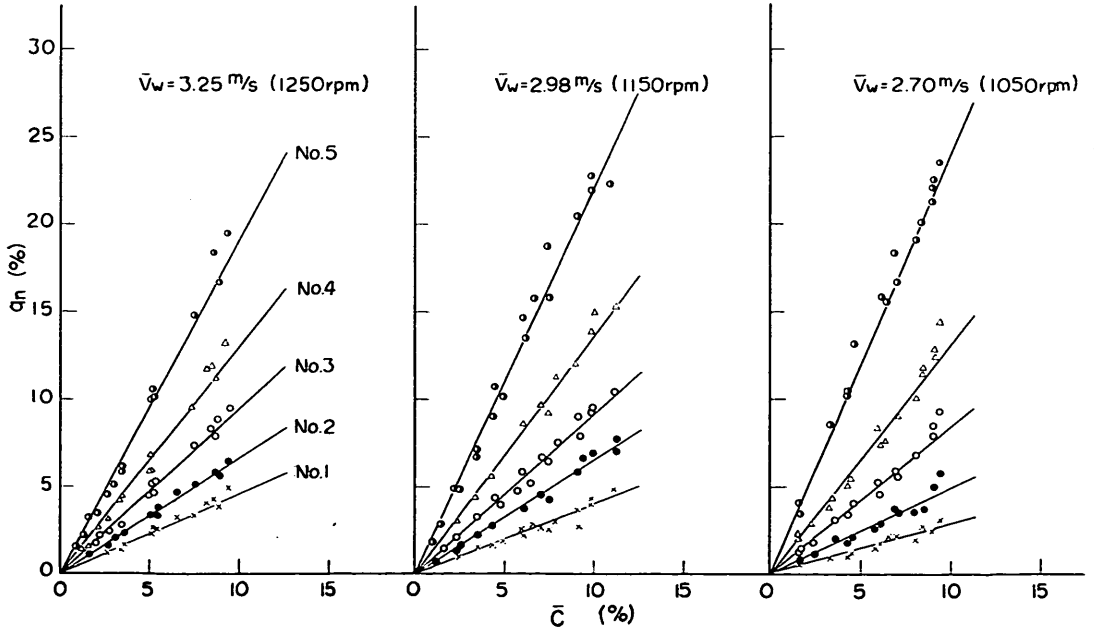 30
25
20
15
10
5
0
qn (%)
V̄w=3.25 m/s (1250rpm)
No.5
No.4
No.3
No.2
No.1
V̄w=2.98 m/s (1150rpm)
V̄w=2.70 m/s (1050rpm)
0 5 10 15
0 5 10 15
0 5 10 15
C̄ (%)